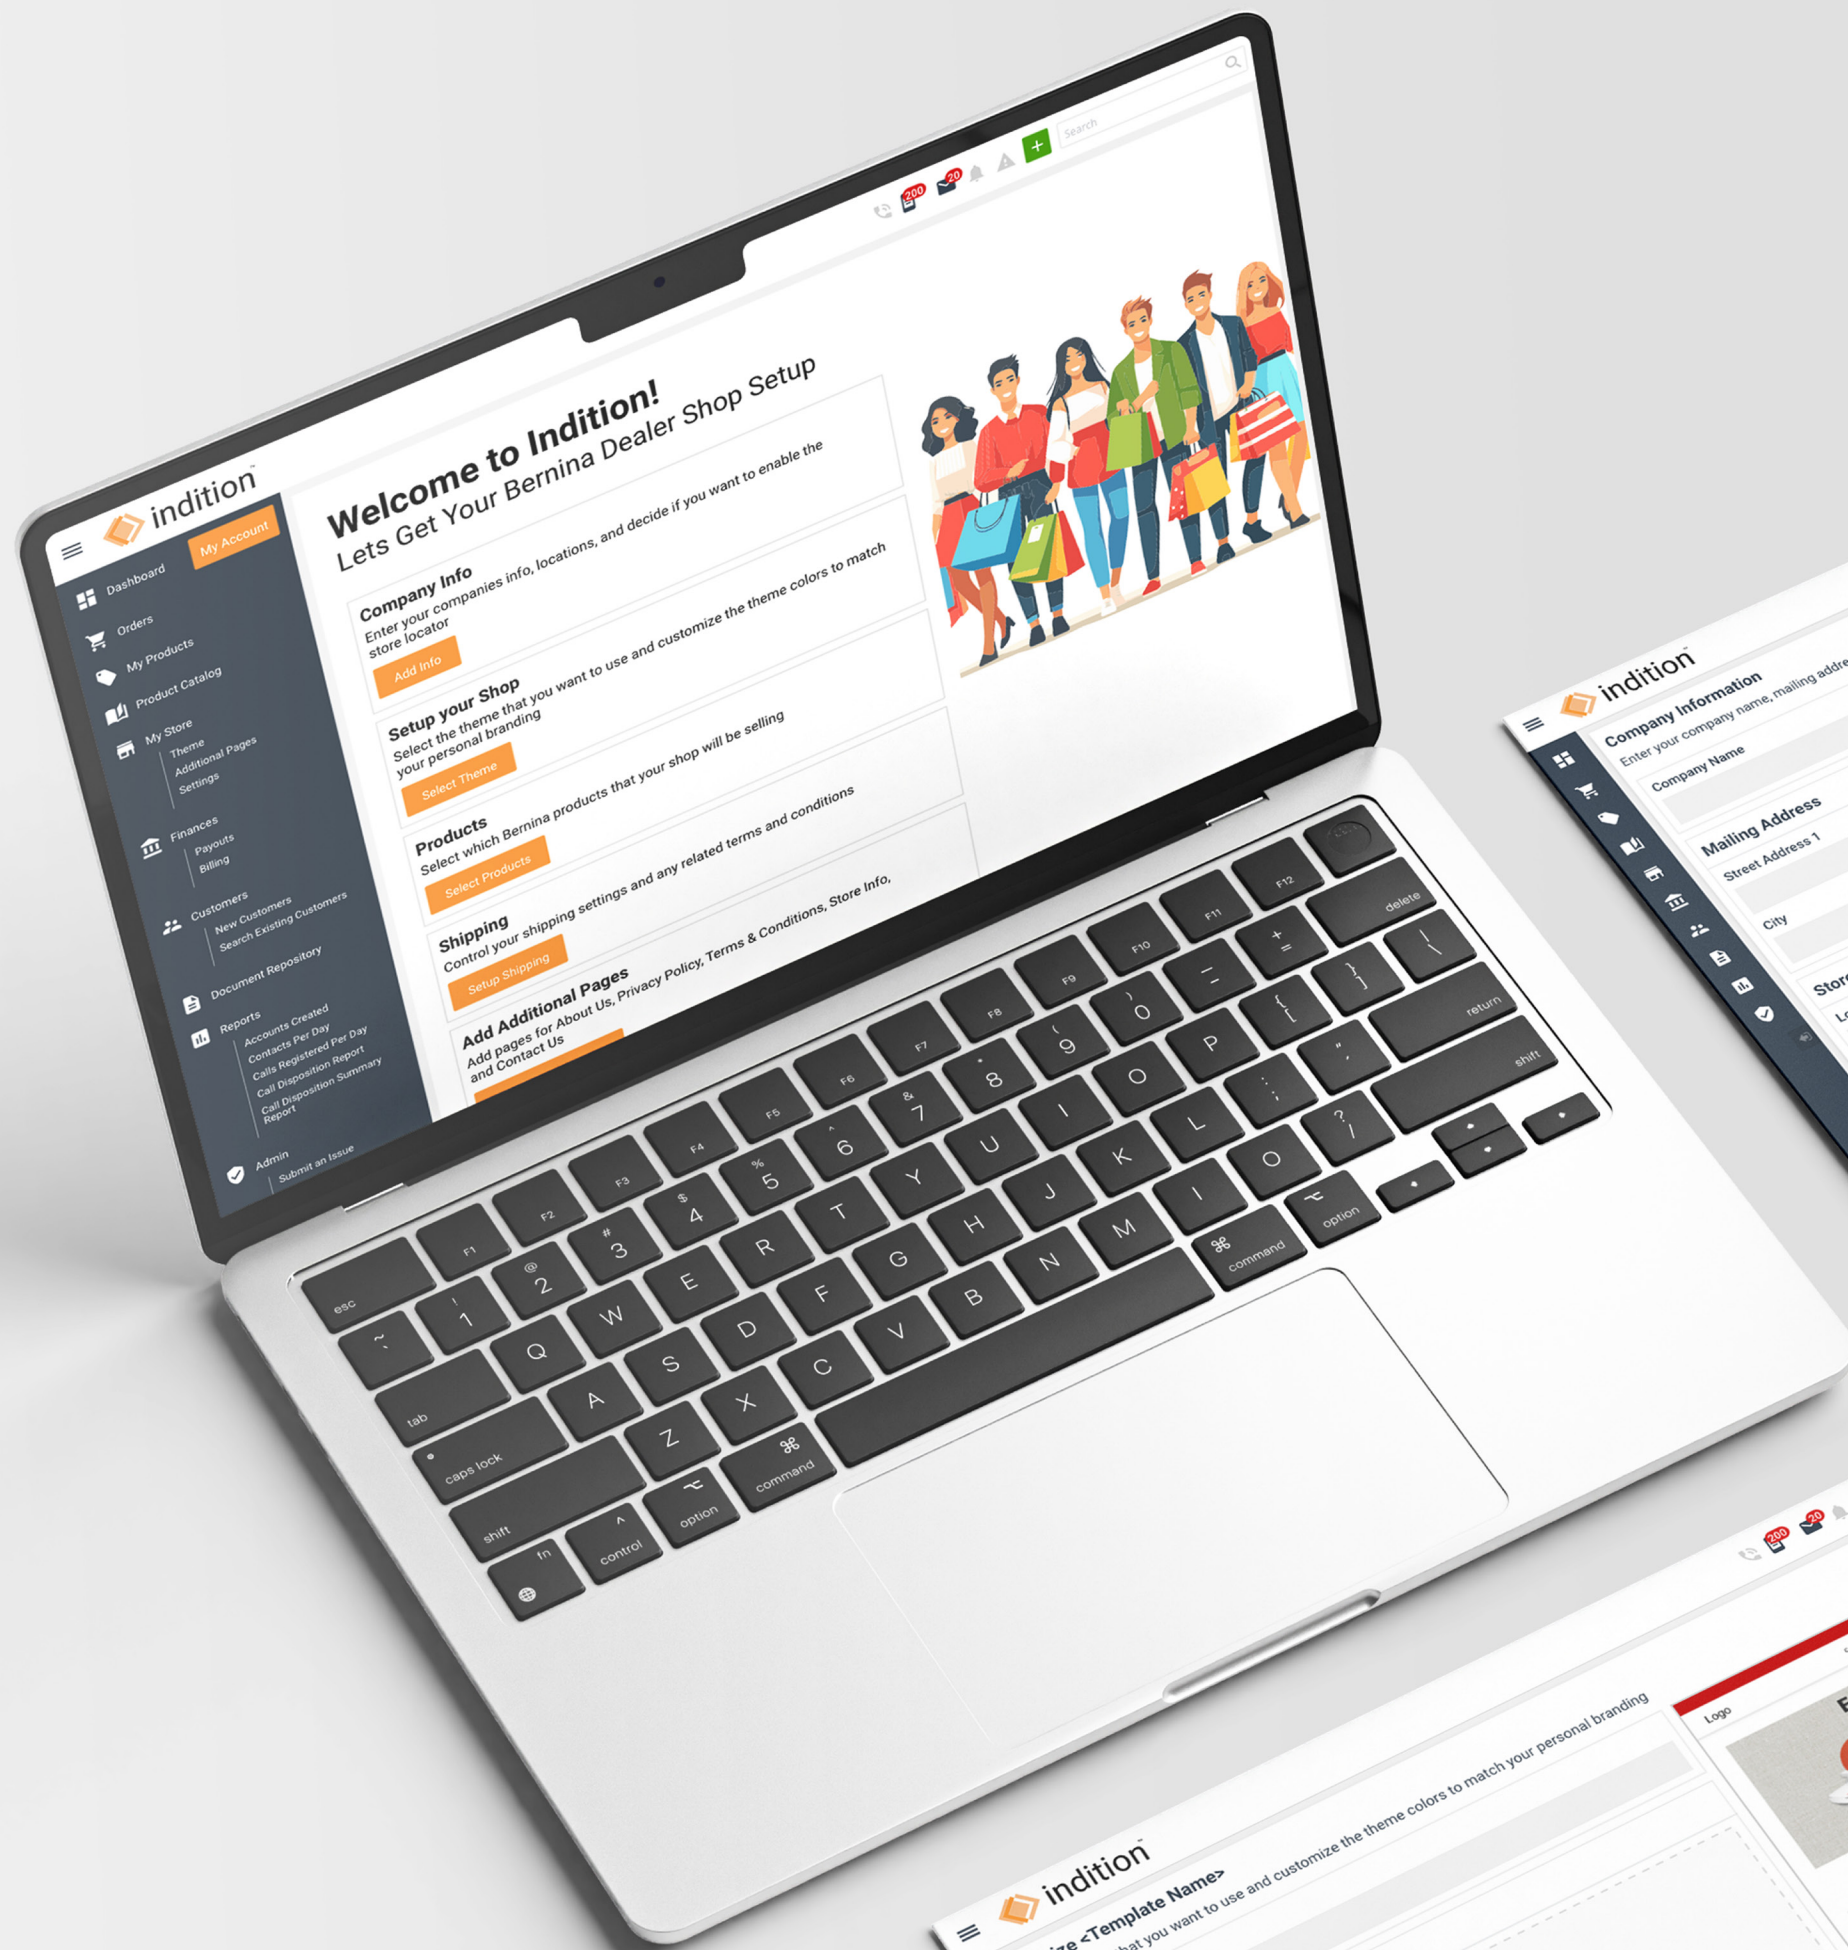 indition
My Account
Dashboard
Orders
My Products
Product Catalog
My Store
Theme
Additional Pages
Settings
Finances
Payouts
Billing
Customers
New Customers
Search Existing Customers
Document Repository
Reports
Accounts Created
Contacts Per Day
Calls Registered Per Day
Call Disposition Report
Call Disposition Summary
Report
Admin
Submit an Issue
200
20
+
Search
Welcome to Indition!
Lets Get Your Bernina Dealer Shop Setup
Company Info
Enter your companies info, locations, and decide if you want to enable the
store locator
Add Info
Setup your Shop
Select the theme that you want to use and customize the theme colors to match
your personal branding
Select Theme
Products
Select which Bernina products that your shop will be selling
Select Products
Shipping
Control your shipping settings and any related terms and conditions
Setup Shipping
Add Additional Pages
Add pages for About Us, Privacy Policy, Terms & Conditions, Store Info,
and Contact Us
esc F1 F2 F3 F4 F5 F6 F7 F8 F9 F10 F11 F12
~ ` ! 1 @ 2 # 3 $ 4 % 5 ^ 6 & 7 * 8 ( 9 ) 0 _ – + = delete
tab Q W E R T Y U I O P { [ } ] | \
caps lock A S D F G H J K L : ; " , return
shift Z X C V B N M I O ? / shift
fn control option command command option
indition
Company Information
Enter your company name, mailing addre
Company Name
Mailing Address
Street Address 1
City
Store
Lo
200
20
indition
ize <Template Name>
hat you want to use and customize the theme colors to match your personal branding
Logo